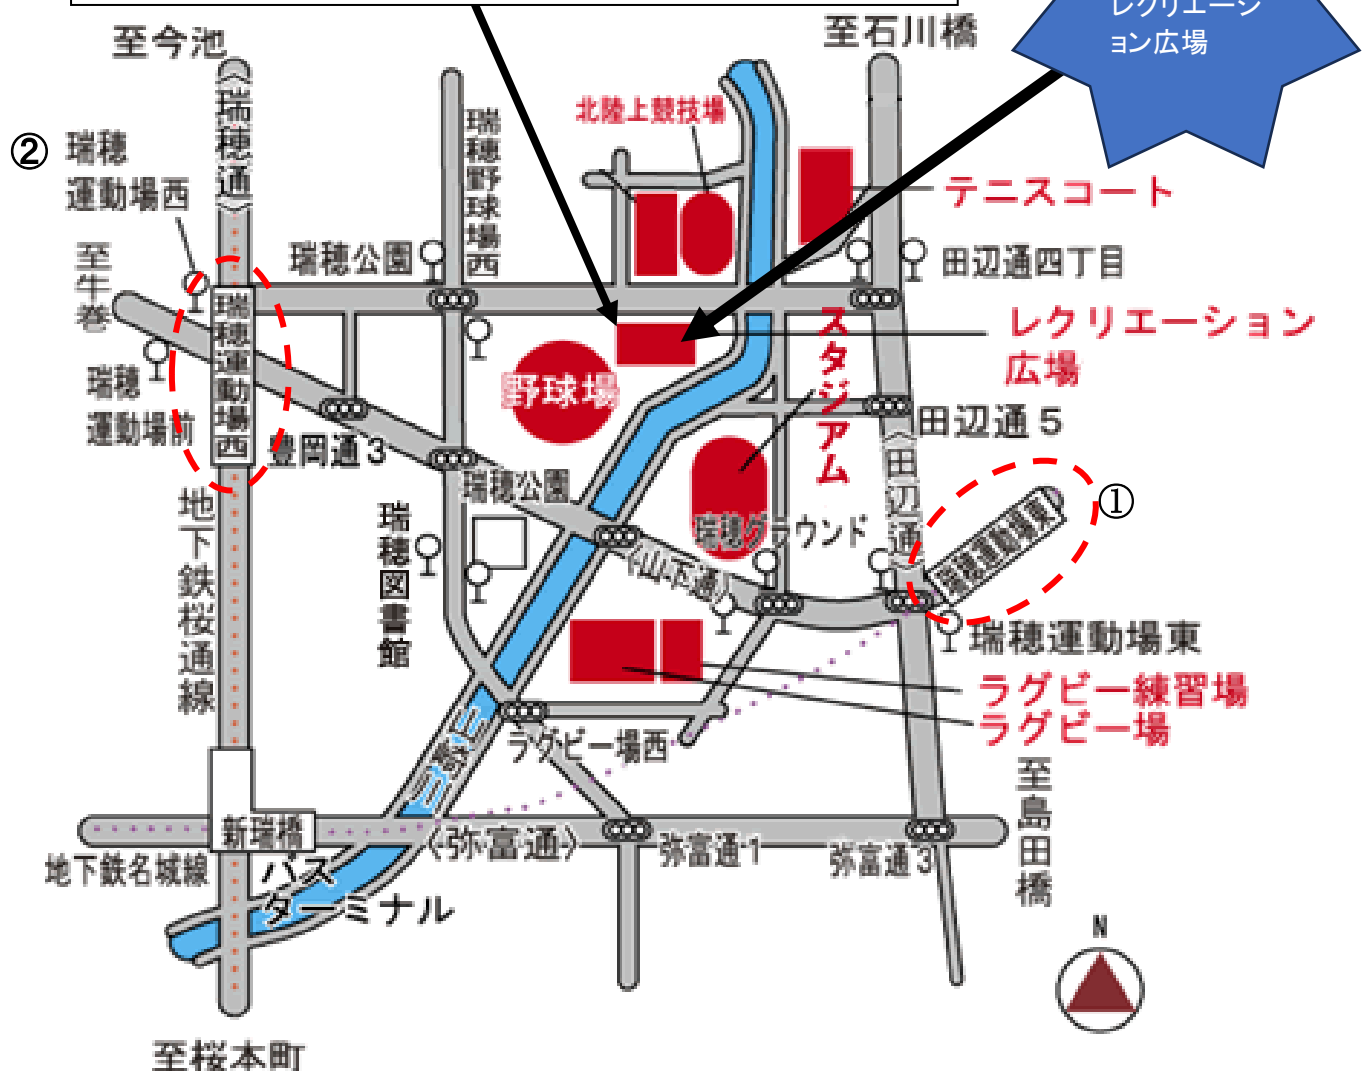 レクリエーシ
ョン広場
至今池
至石川橋
〈瑞穂通〉
②
瑞穂
運動場西
瑞穂野球場西
北陸上競技場
テニスコート
至牛巻
瑞穂公園
田辺通四丁目
瑞穂運動場西
スタジアム
レクリエーション
広場
瑞穂
運動場前
野球場
豊岡通3
田辺通5
瑞穂公園
〈田辺通〉
①
瑞穂運動場東
地下鉄桜通線
瑞穂図書館
瑞穂グラウンド
〈山下通〉
瑞穂運動場東
ラグビー練習場
ラグビー場
山崎川
ラグビー場西
至島田橋
新瑞橋
〈弥富通〉
弥富通1
弥富通3
地下鉄名城線
バス
ターミナル
N
至桜本町